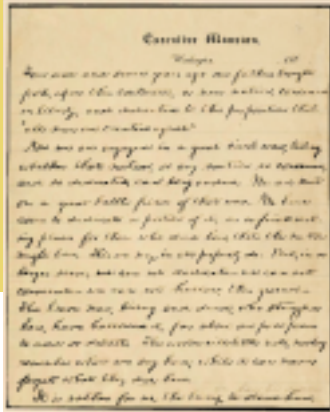 Executive Mansion,
Washington, , 18
Four score and seven years ago our fathers brought
forth, upon this continent, a new nation, conceived
in liberty, and dedicated to the proposition that
"all men are created equal"
Now we are engaged in a great civil war, testing
whether that nation, or any nation so conceived,
and so dedicated, can long endure. We are met
on a great battle field of that war. We have
come to dedicate a portion of it, as a final rest-
ing place for those who died here, that the nation
might live. This we may, in all propriety do. But, in a
larger sense, we can not dedicate — we can not
consecrate — we can not hallow, this ground —
The brave men, living and dead, who struggled
here, have hallowed it, far above our poor power
to add or detract. The world will little note, nor long
remember what we say here; while it can never
forget what they did here.
It is rather for us, the living, to stand here,